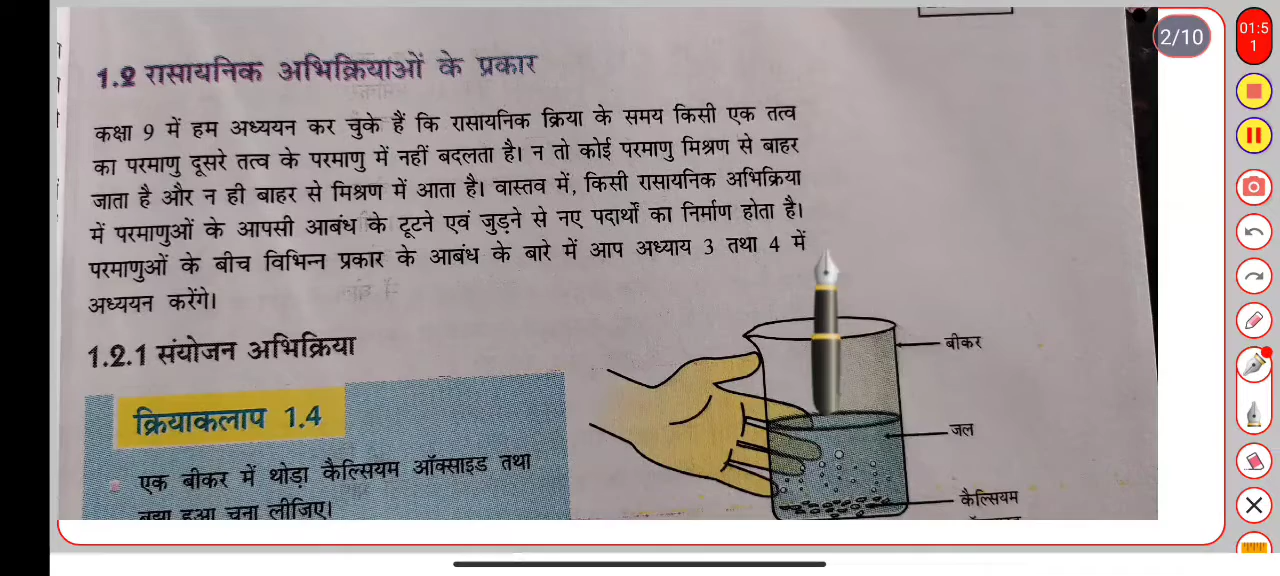 2/10
01:5
1
1.2 रासायनिक अभिक्रियाओं के प्रकार
कक्षा 9 में हम अध्ययन कर चुके हैं कि रासायनिक क्रिया के समय किसी एक तत्व
का परमाणु दूसरे तत्व के परमाणु में नहीं बदलता है। न तो कोई परमाणु मिश्रण से बाहर
जाता है और न ही बाहर से मिश्रण में आता है। वास्तव में, किसी रासायनिक अभिक्रिया
में परमाणुओं के आपसी आबंध के टूटने एवं जुड़ने से नए पदार्थों का निर्माण होता है।
परमाणुओं के बीच विभिन्न प्रकार के आबंध के बारे में आप अध्याय 3 तथा 4 में
अध्ययन करेंगे।
1.2.1 संयोजन अभिक्रिया
क्रियाकलाप 1.4
एक बीकर में थोड़ा कैल्सियम ऑक्साइड तथा
हुआ चूना लीजिए।
बीकर
जल
कैल्सियम